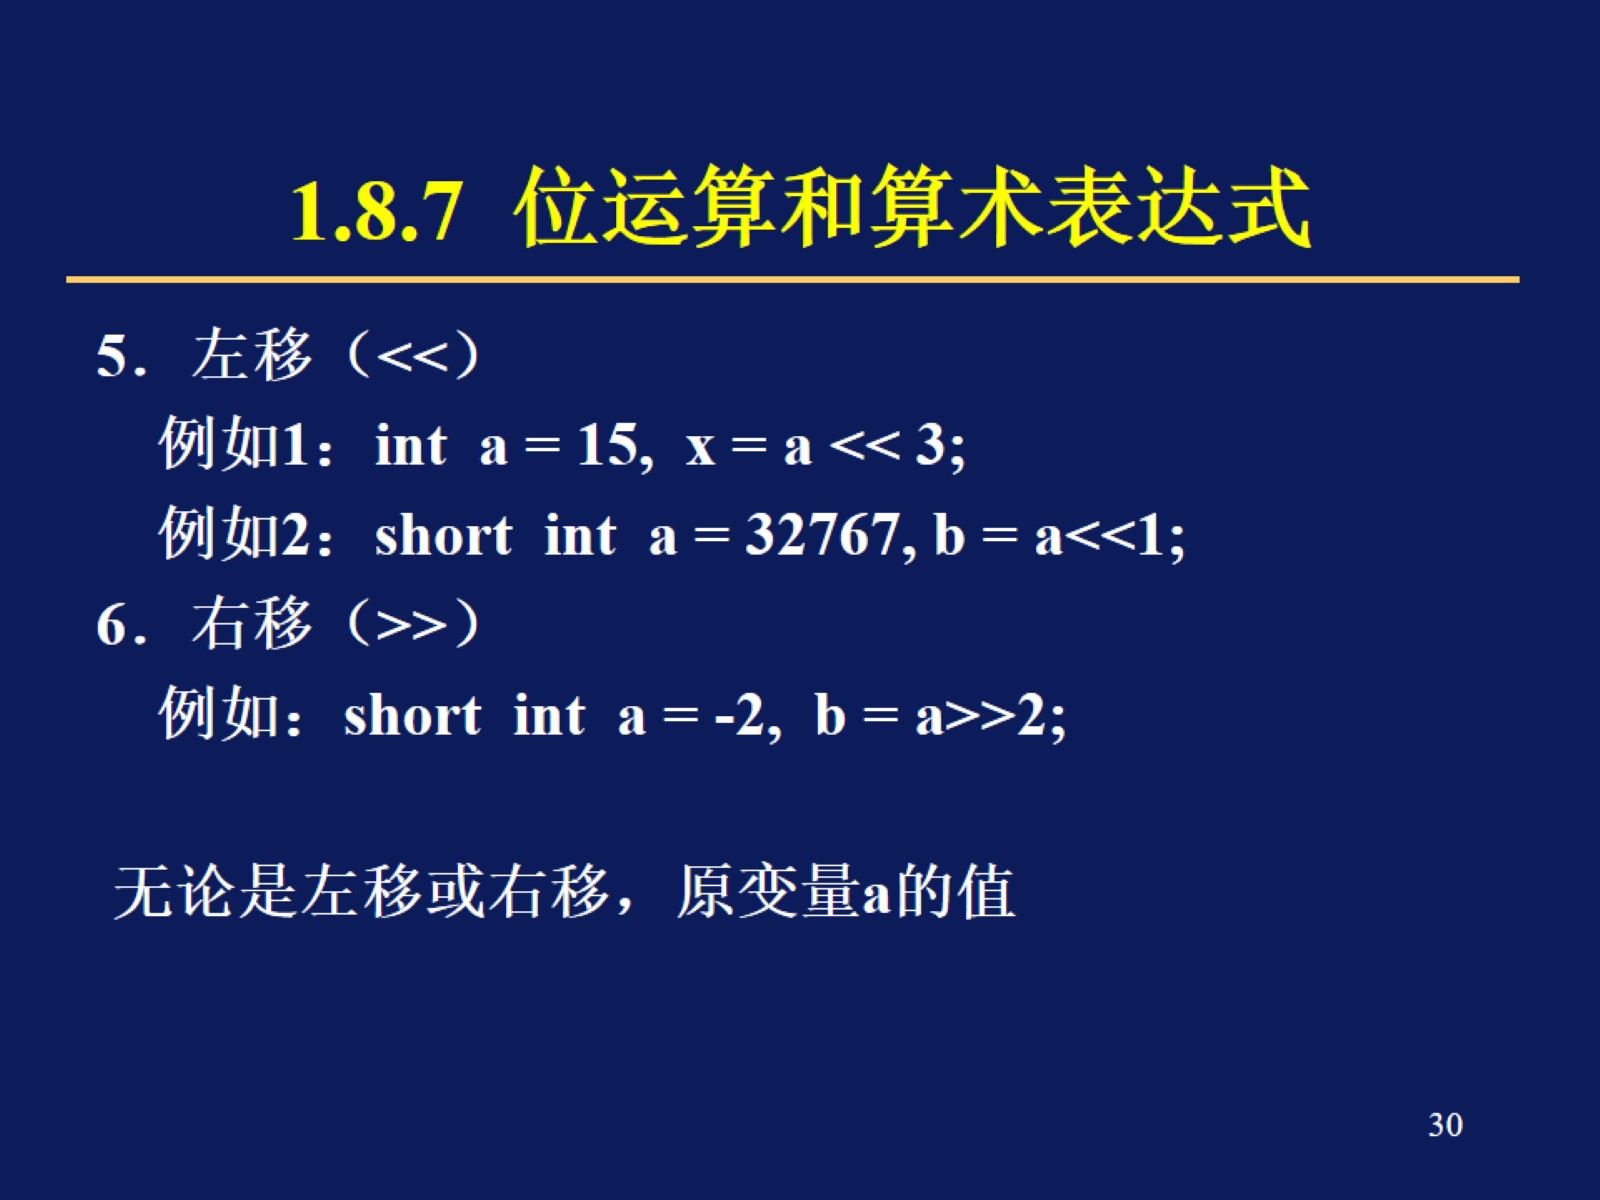 1.8.7 位运算和算术表达式
5. 左移（<<）
例如1：int a = 15, x = a << 3;
例如2：short int a = 32767, b = a<<1;
6. 右移（>>）
例如：short int a = -2, b = a>>2;
无论是左移或右移，原变量a的值
30